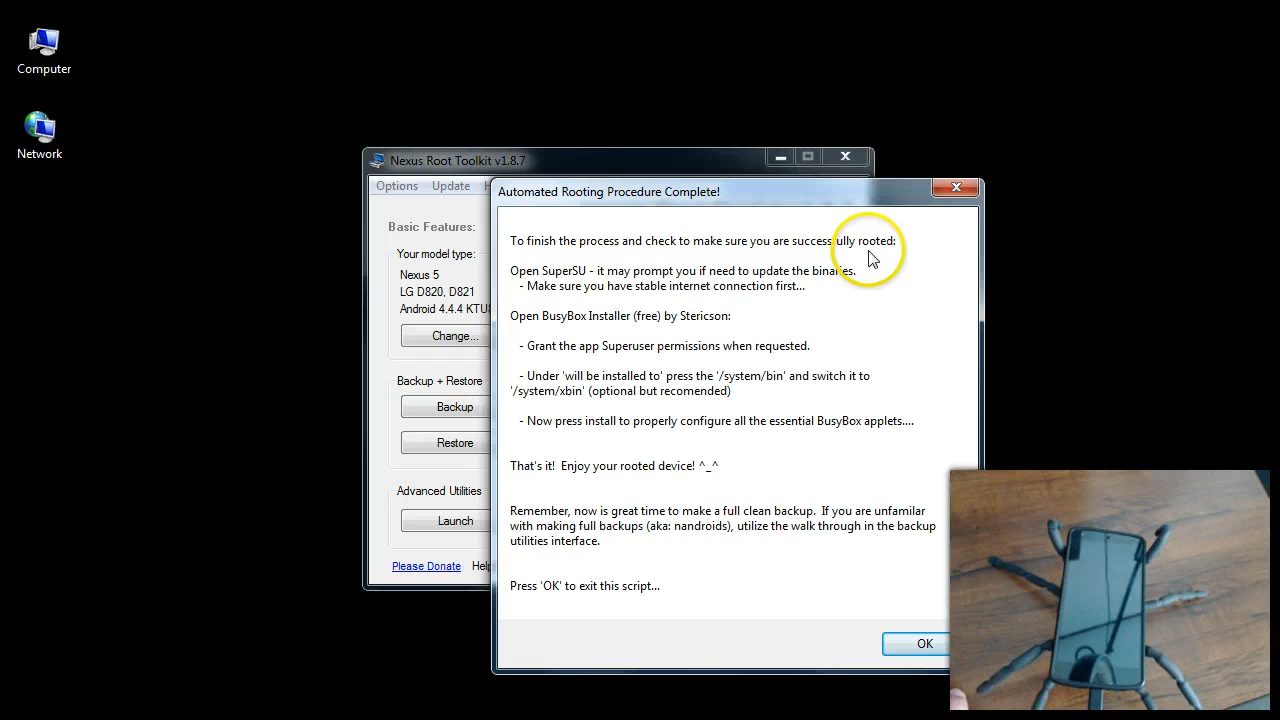 Computer
Network
Nexus Root Toolkit v1.8.7
Options Update H
Basic Features:
Your model type:
Nexus 5
LG D820, D821
Android 4.4.4 KTU8
Change...
Backup + Restore
Backup
Restore
Advanced Utilities
Launch
Please Donate Help
Automated Rooting Procedure Complete!
To finish the process and check to make sure you are successfully rooted:
Open SuperSU - it may prompt you if need to update the binaries.
- Make sure you have stable internet connection first...
Open BusyBox Installer (free) by Stericson:
- Grant the app Superuser permissions when requested.
- Under 'will be installed to' press the '/system/bin' and switch it to
'/system/xbin' (optional but recomended)
- Now press install to properly configure all the essential BusyBox applets....
That's it! Enjoy your rooted device! ^_^
Remember, now is great time to make a full clean backup. If you are unfamilar
with making full backups (aka: nandroids), utilize the walk through in the backup
utilities interface.
Press 'OK' to exit this script...
OK